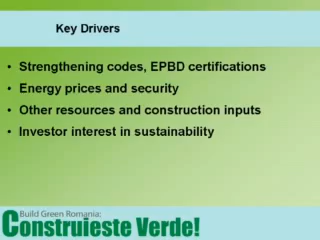 Key Drivers
• Strengthening codes, EPBD certifications
• Energy prices and security
• Other resources and construction inputs
• Investor interest in sustainability
Build Green Romania:
Construieste Verde!